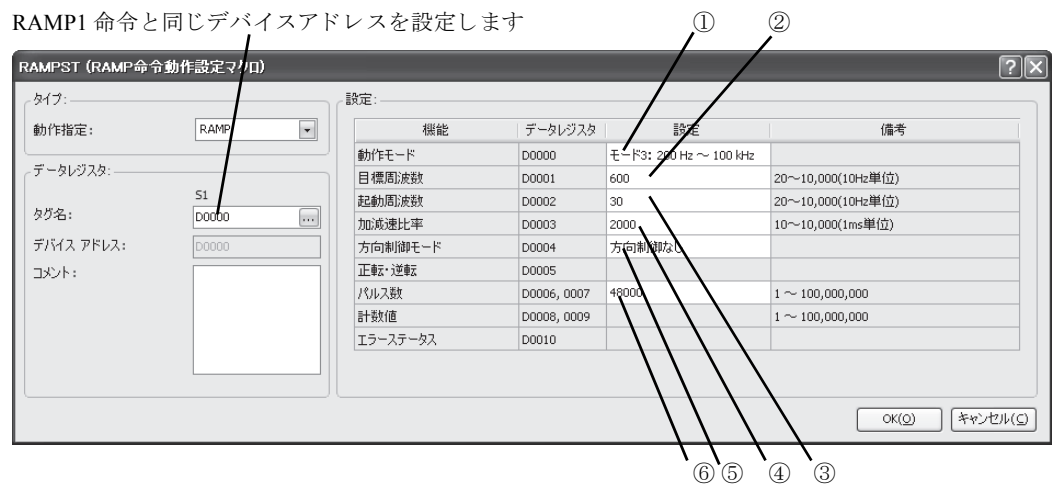 RAMP1 命令と同じデバイスアドレスを設定します
① ②
RAMPST (RAMP命令動作設定マクロ)
タイプ:
動作指定: RAMP
データレジスタ:
S1
タグ名: D0000 ...
デバイス アドレス: D0000
コメント:
設定:
機能 データレジスタ 設定 備考
動作モード D0000 モード3: 200 Hz ～ 100 kHz
目標周波数 D0001 600 20～10,000(10Hz単位)
起動周波数 D0002 30 20～10,000(10Hz単位)
加減速比率 D0003 2000 10～10,000(1ms単位)
方向制御モード D0004 方向制御なし
正転・逆転 D0005
パルス数 D0006, 0007 48000 1 ～ 100,000,000
計数値 D0008, 0009 1 ～ 100,000,000
エラーステータス D0010
OK(O) キャンセル(C)
⑥ ⑤ ④ ③